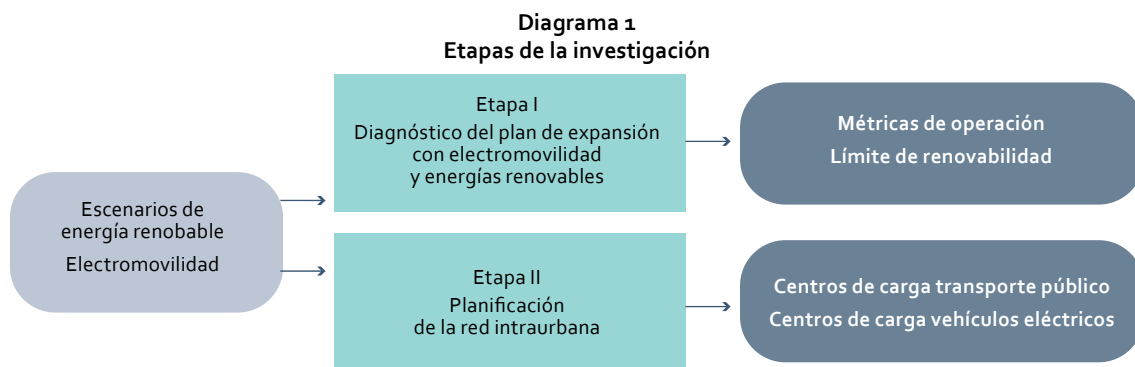 Diagrama 1
Etapas de la investigación
Escenarios de
energía renobable
Electromovilidad
Etapa I
Diagnóstico del plan de expansión
con electromovilidad
y energías renovables
Métricas de operación
Límite de renovabilidad
Etapa II
Planificación
de la red intraurbana
Centros de carga transporte público
Centros de carga vehículos eléctricos